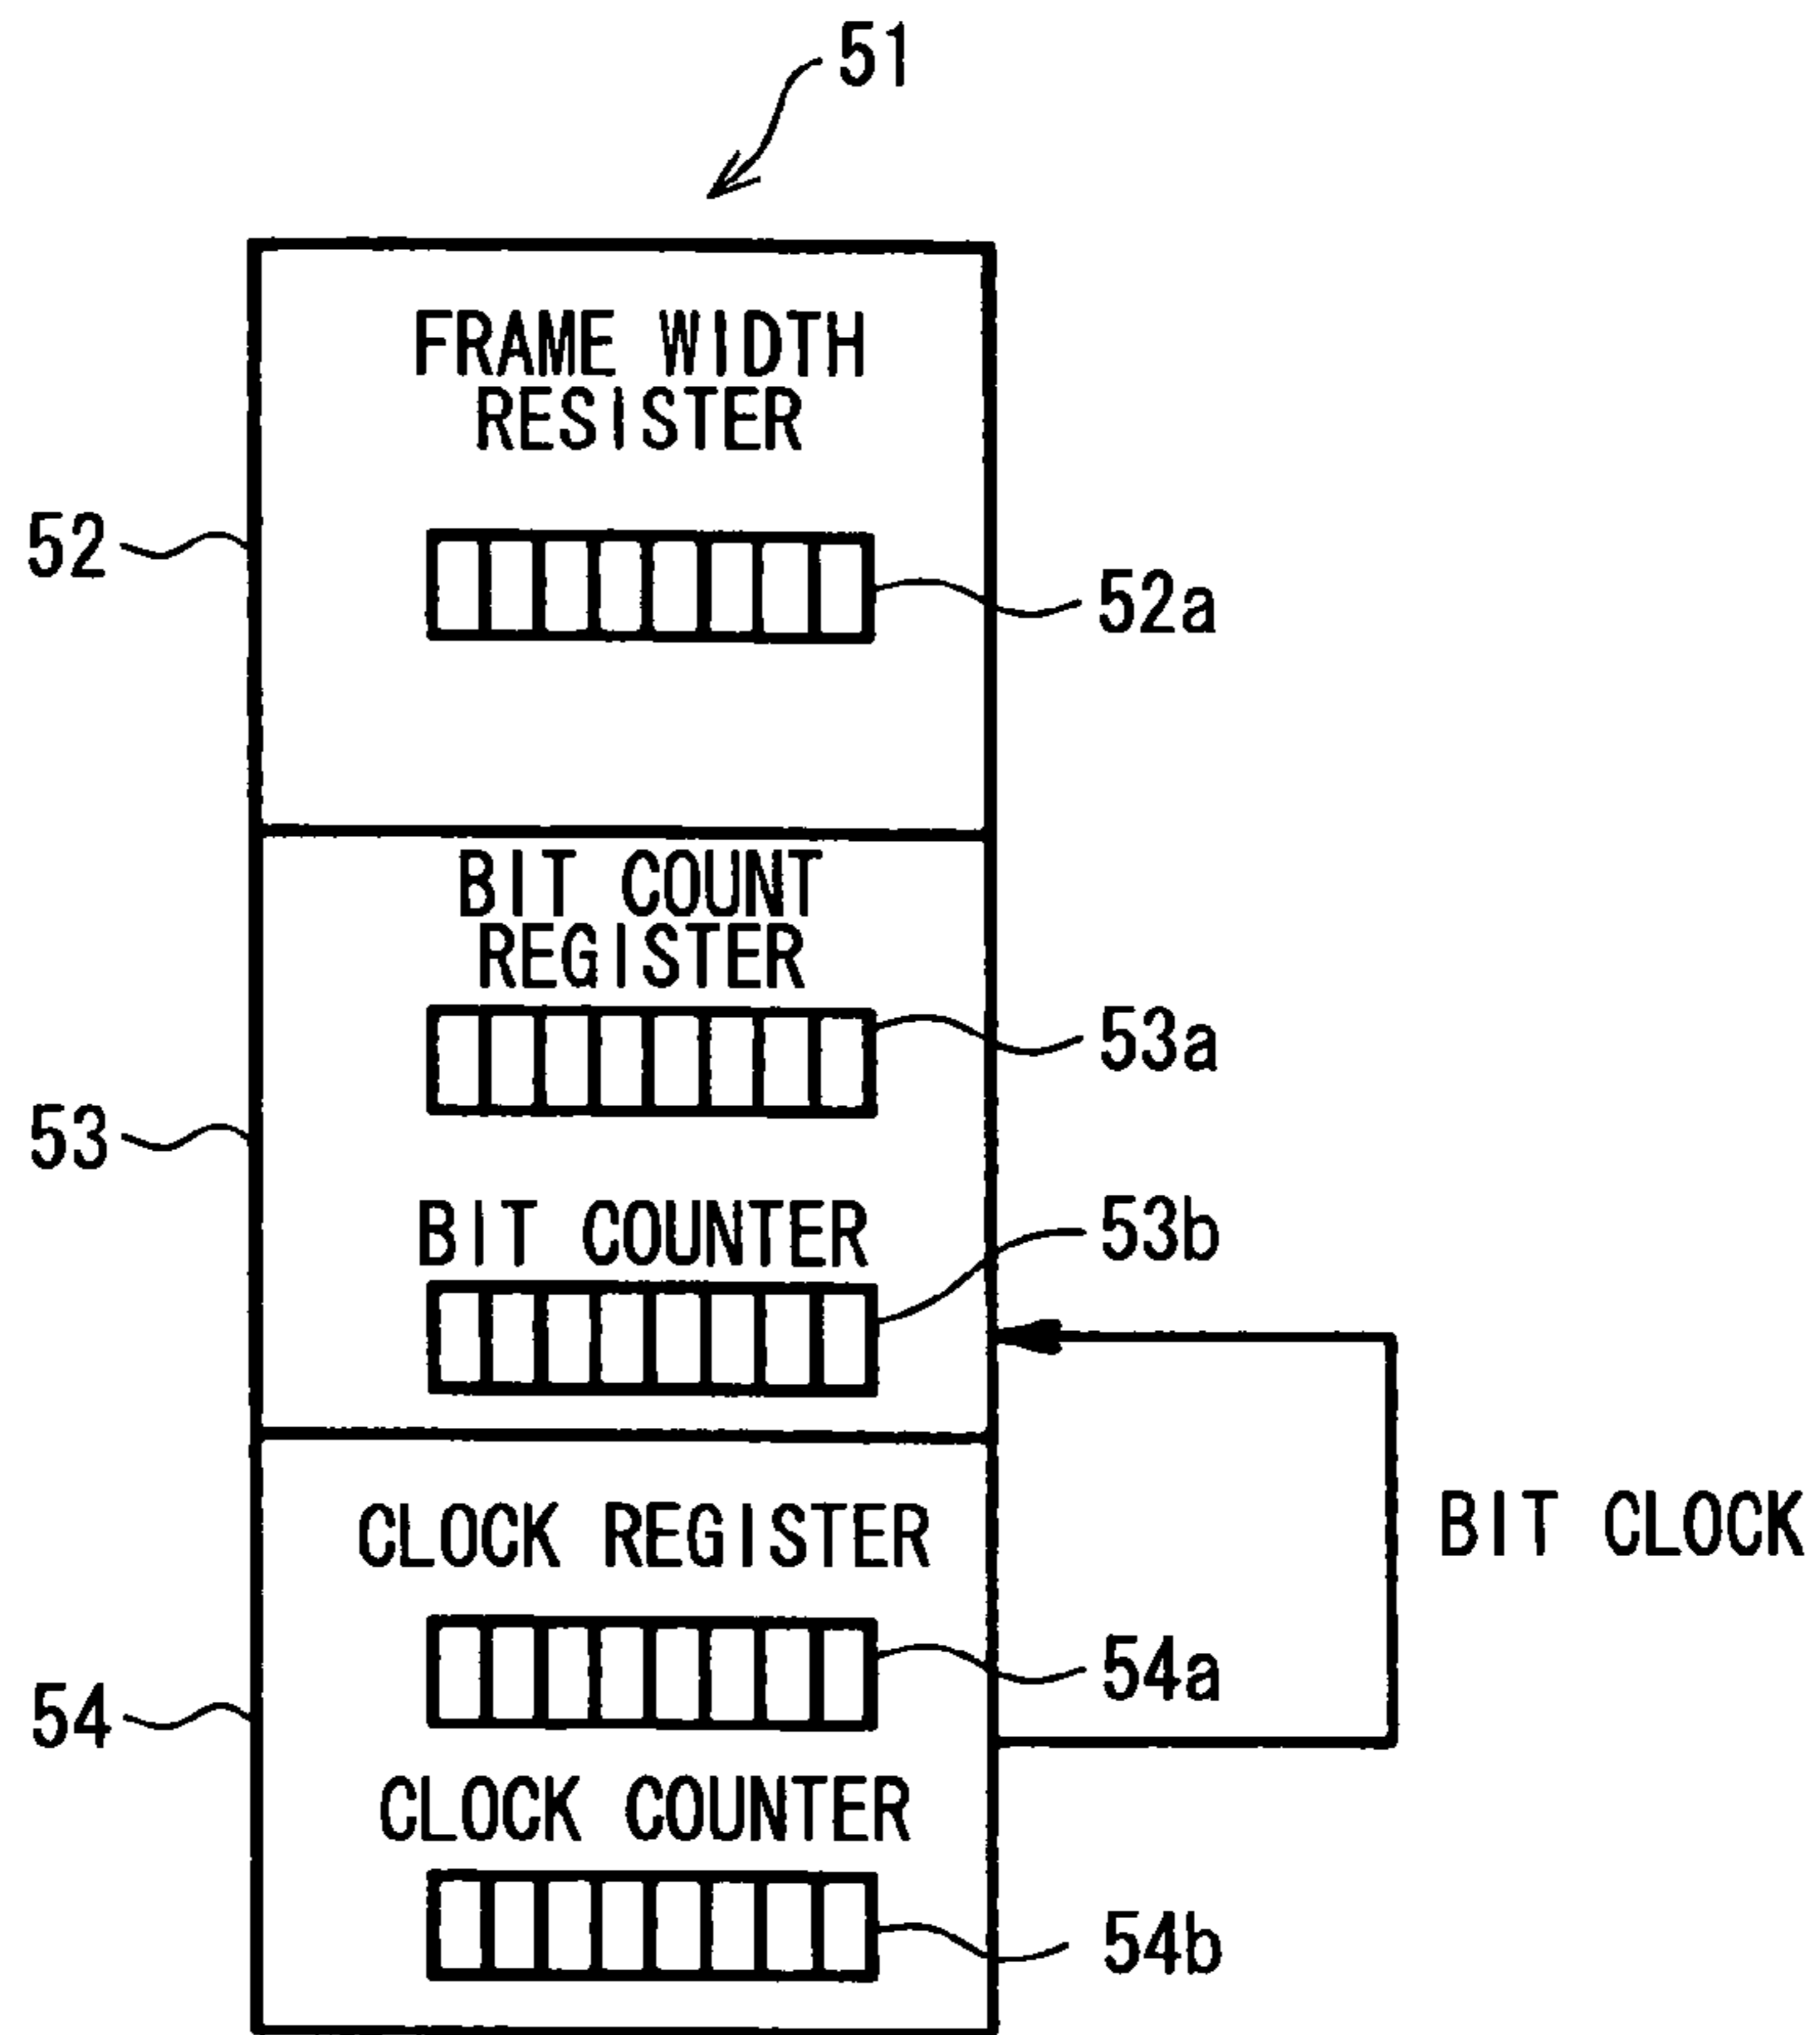 51
FRAME WIDTH
RESISTER
52
52a
BIT COUNT
REGISTER
53a
53
BIT COUNTER
53b
CLOCK REGISTER
BIT CLOCK
54a
54
CLOCK COUNTER
54b